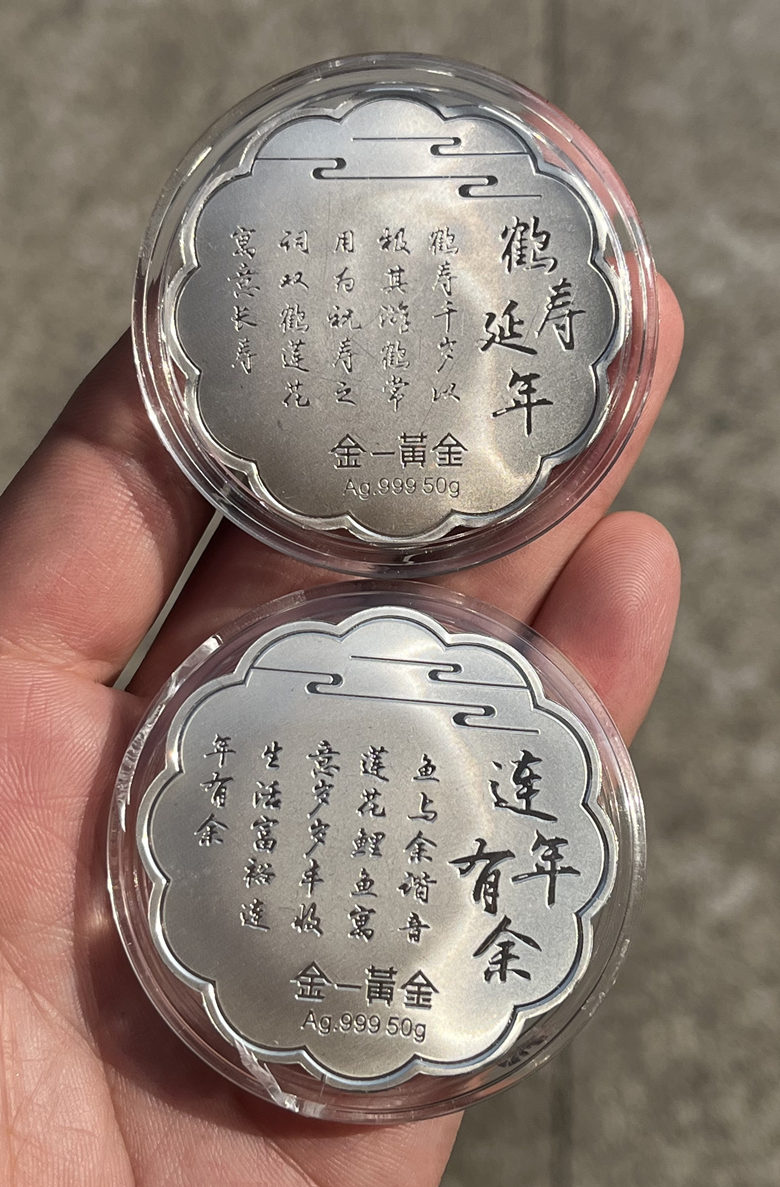 鹤寿延年
鹤寿千岁以
极其游鹤常
用为祝寿之
词双鹤莲花
寓意长寿
金一黃金
Ag.999 50g
连年有余
鱼与余谐音
莲花鲤鱼寓
意岁岁丰收
生活富裕连
年有余
金一黃金
Ag.999 50g